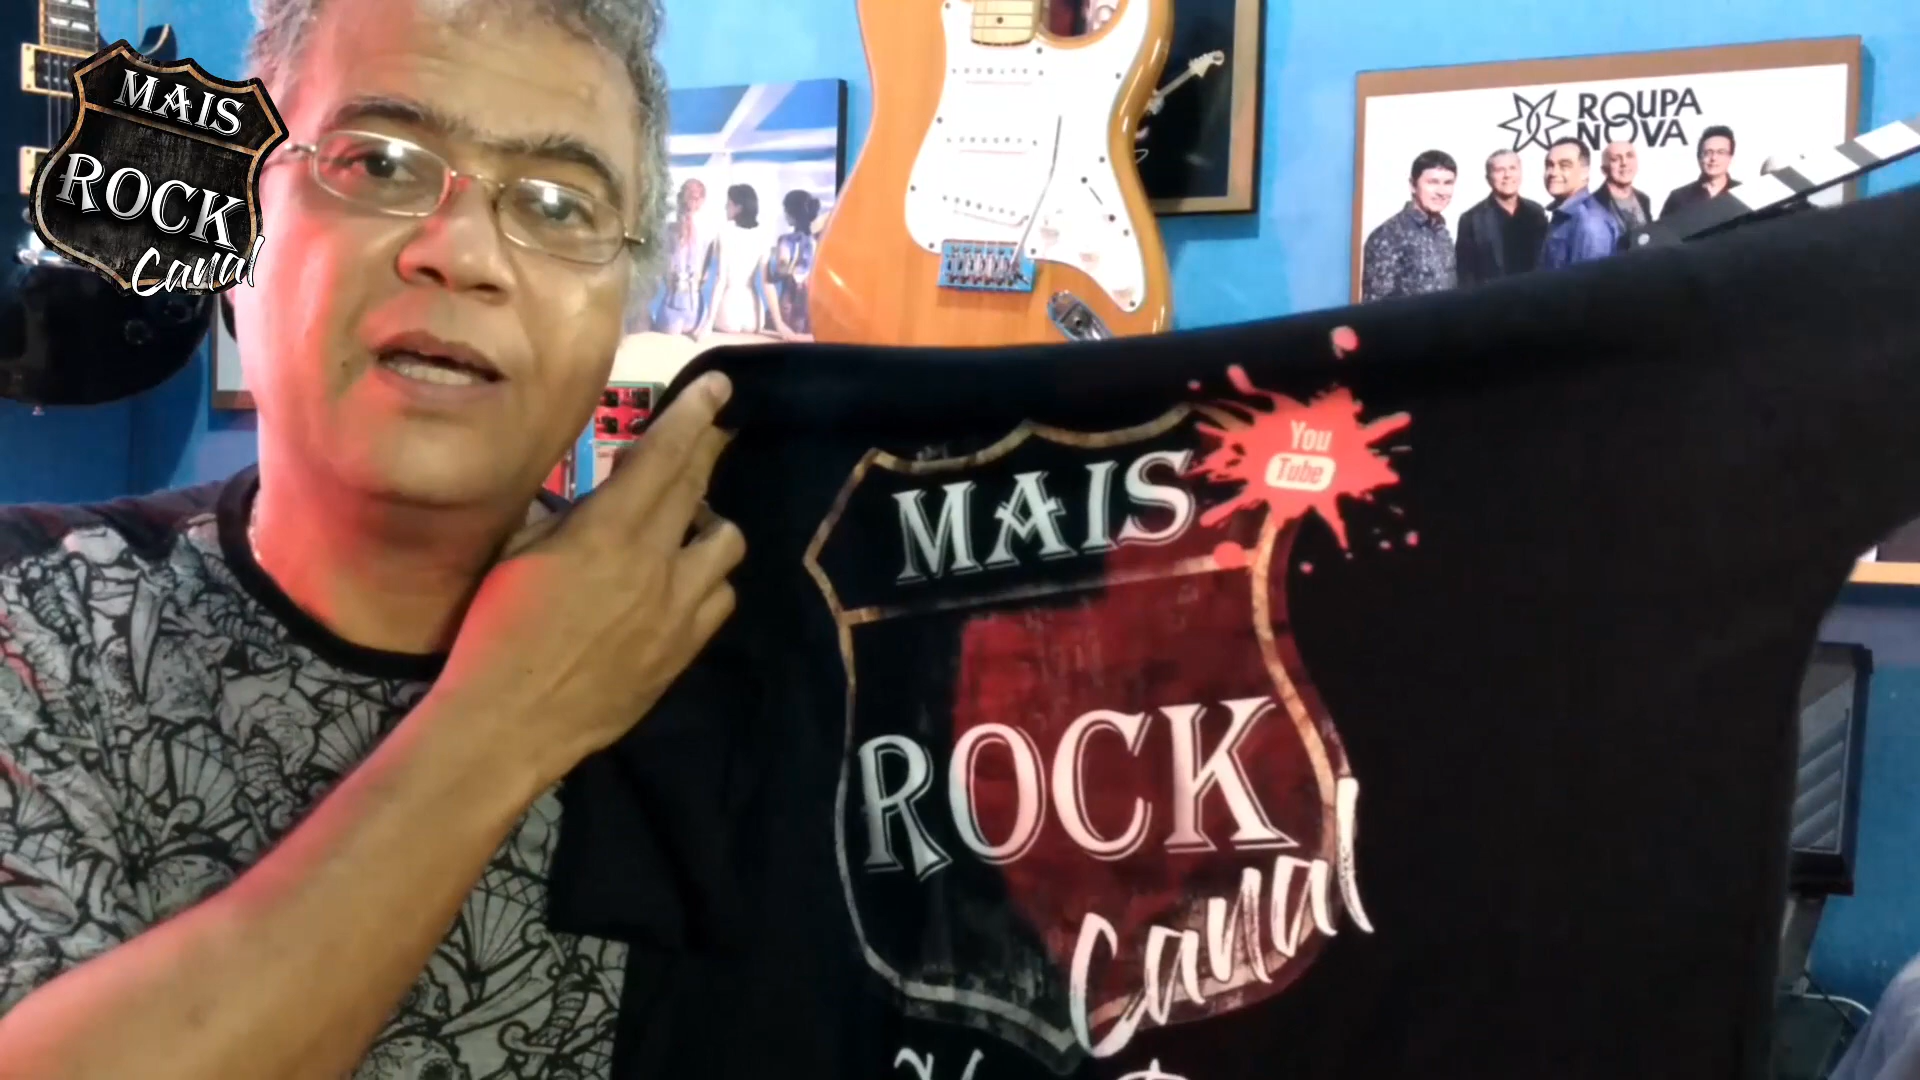 MAIS
ROCK
Canal
ROUPA
NOVA
You
Tube
MAIS
ROCK
Canal